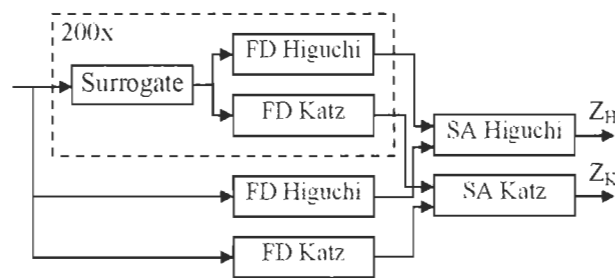 200x
FD Higuchi
Surrogate
FD Katz
SA Higuchi
Z_H
FD Higuchi
SA Katz
Z_K
FD Katz